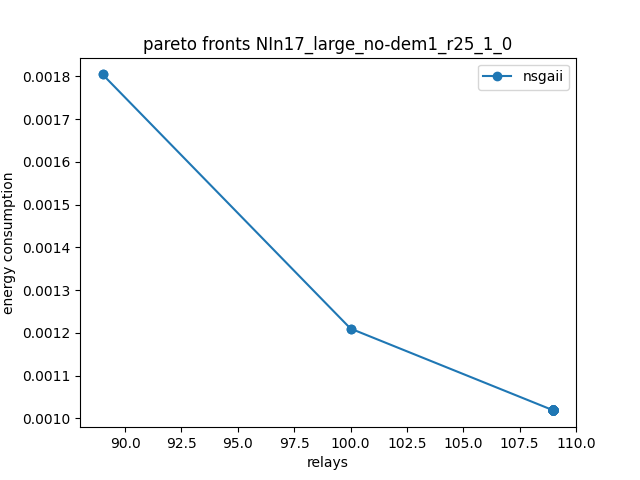 pareto fronts NIn17_large_no-dem1_r25_1_0
nsgaii
energy consumption
0.0018
0.0017
0.0016
0.0015
0.0014
0.0013
0.0012
0.0011
0.0010
90.0 92.5 95.0 97.5 100.0 102.5 105.0 107.5 110.0
relays